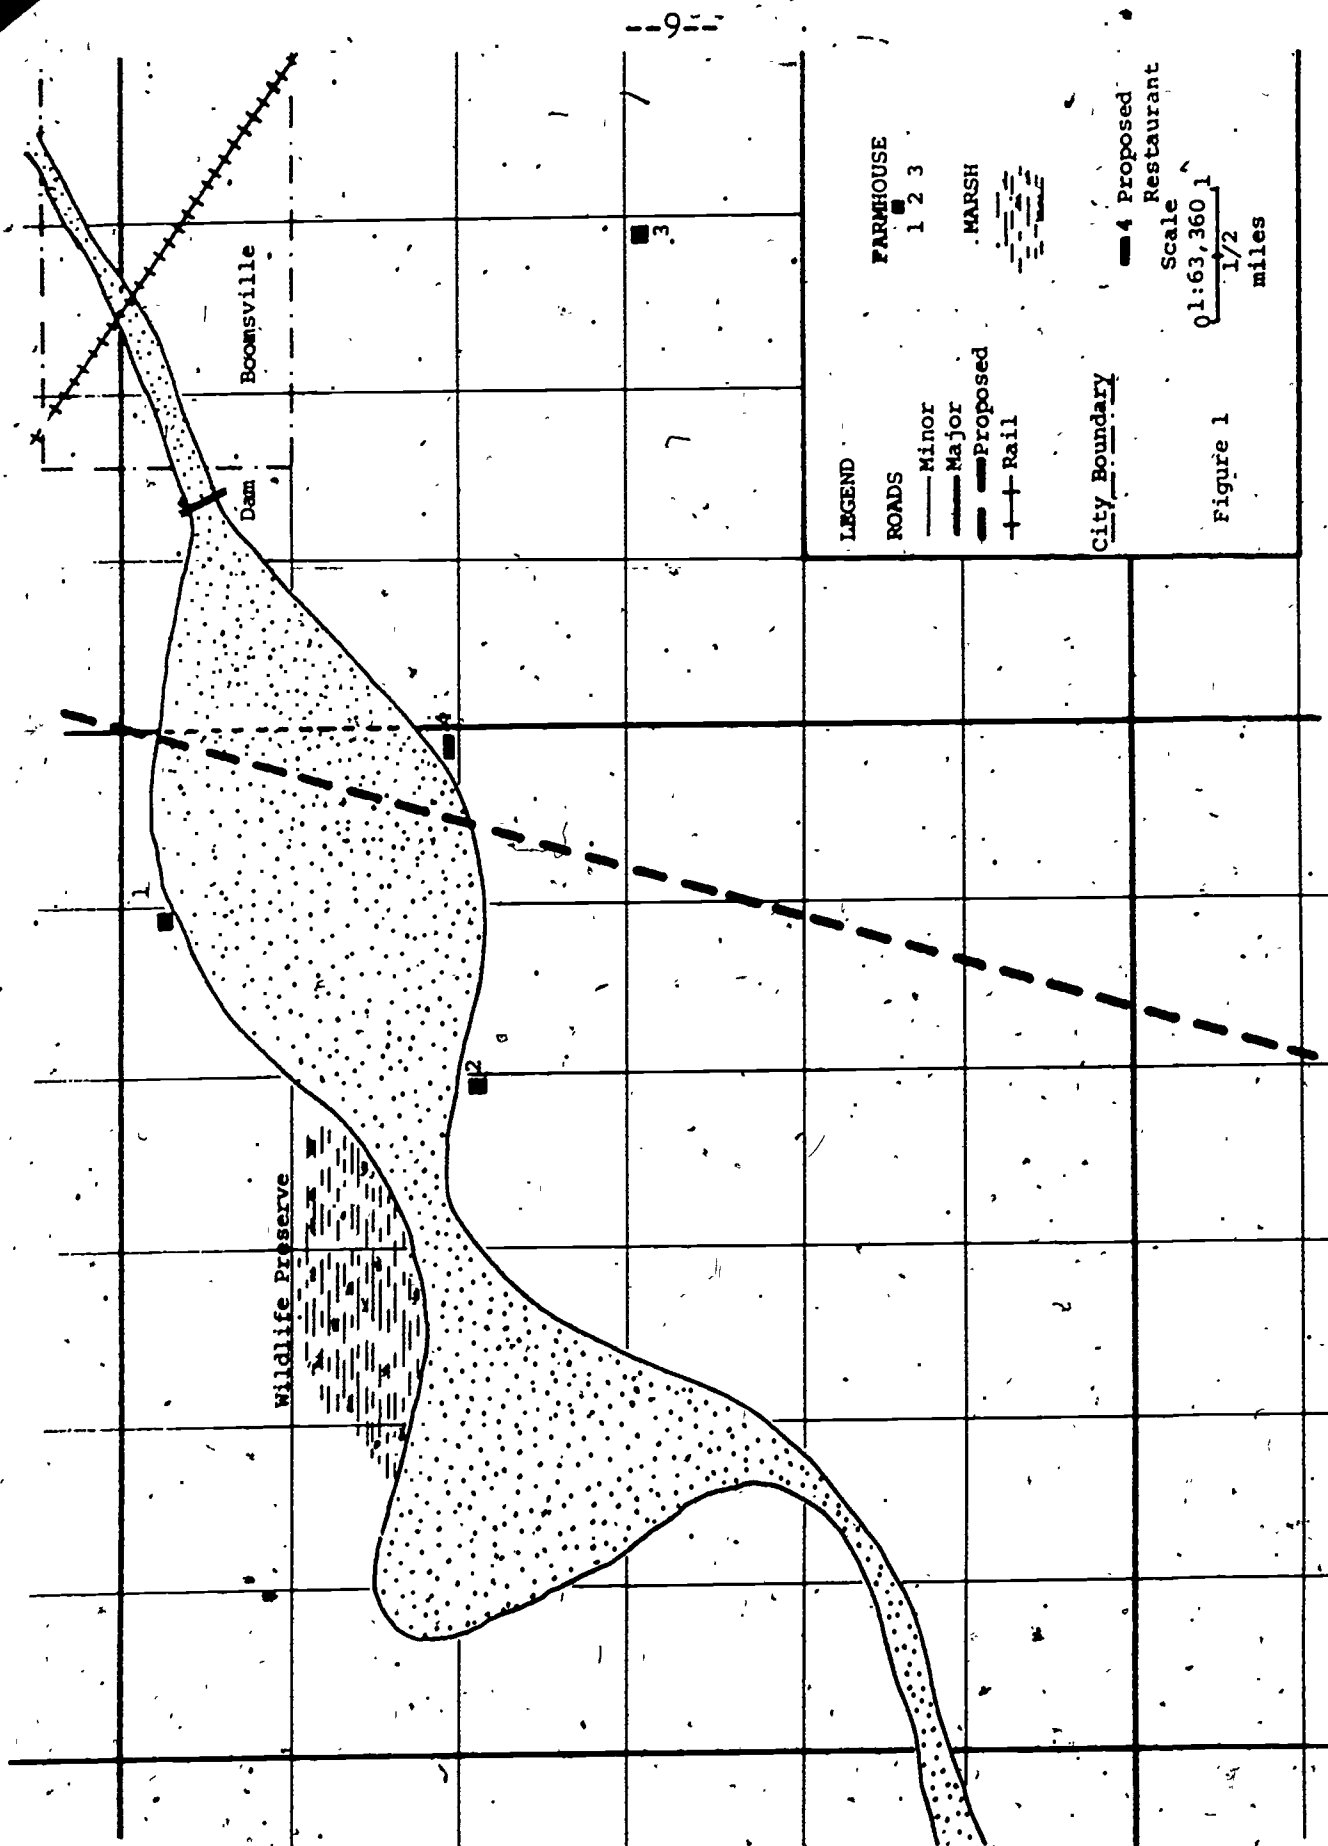 --9--
Boomsville
Dam
1
4
3
2
Wildlife Preserve
LEGEND
ROADS
Minor
Major
Proposed
Rail
City Boundary
FARMHOUSE
1 2 3
MARSH
4 Proposed
Restaurant
Scale
1:63,360
0 1
1/2
miles
Figure 1